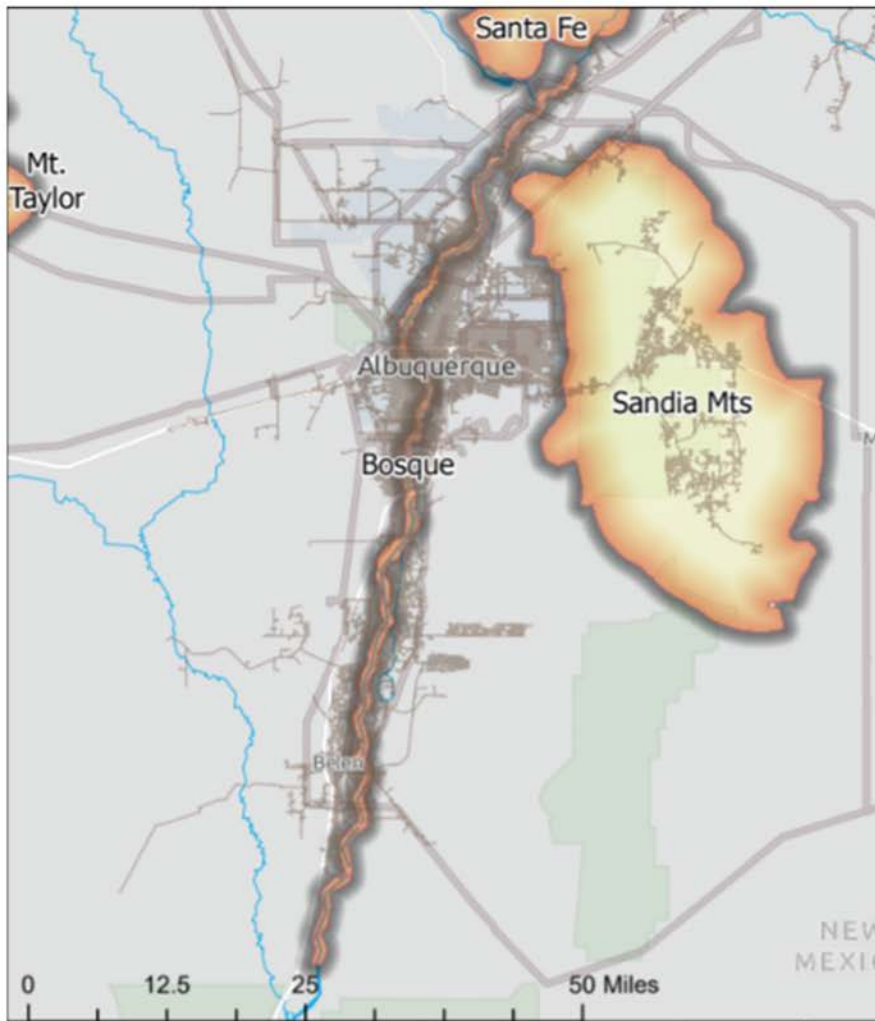 Santa Fe
Mt.
Taylor
Albuquerque
Sandia Mts
M
Bosque
Belen
NEW
MEXIC
0 12.5 25 50 Miles